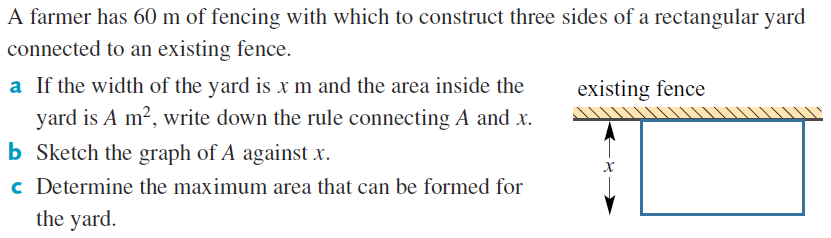 A farmer has 60 m of fencing with which to construct three sides of a rectangular yard
connected to an existing fence.
a If the width of the yard is x m and the area inside the
yard is A m², write down the rule connecting A and x.
b Sketch the graph of A against x.
c Determine the maximum area that can be formed for
the yard.
existing fence
x